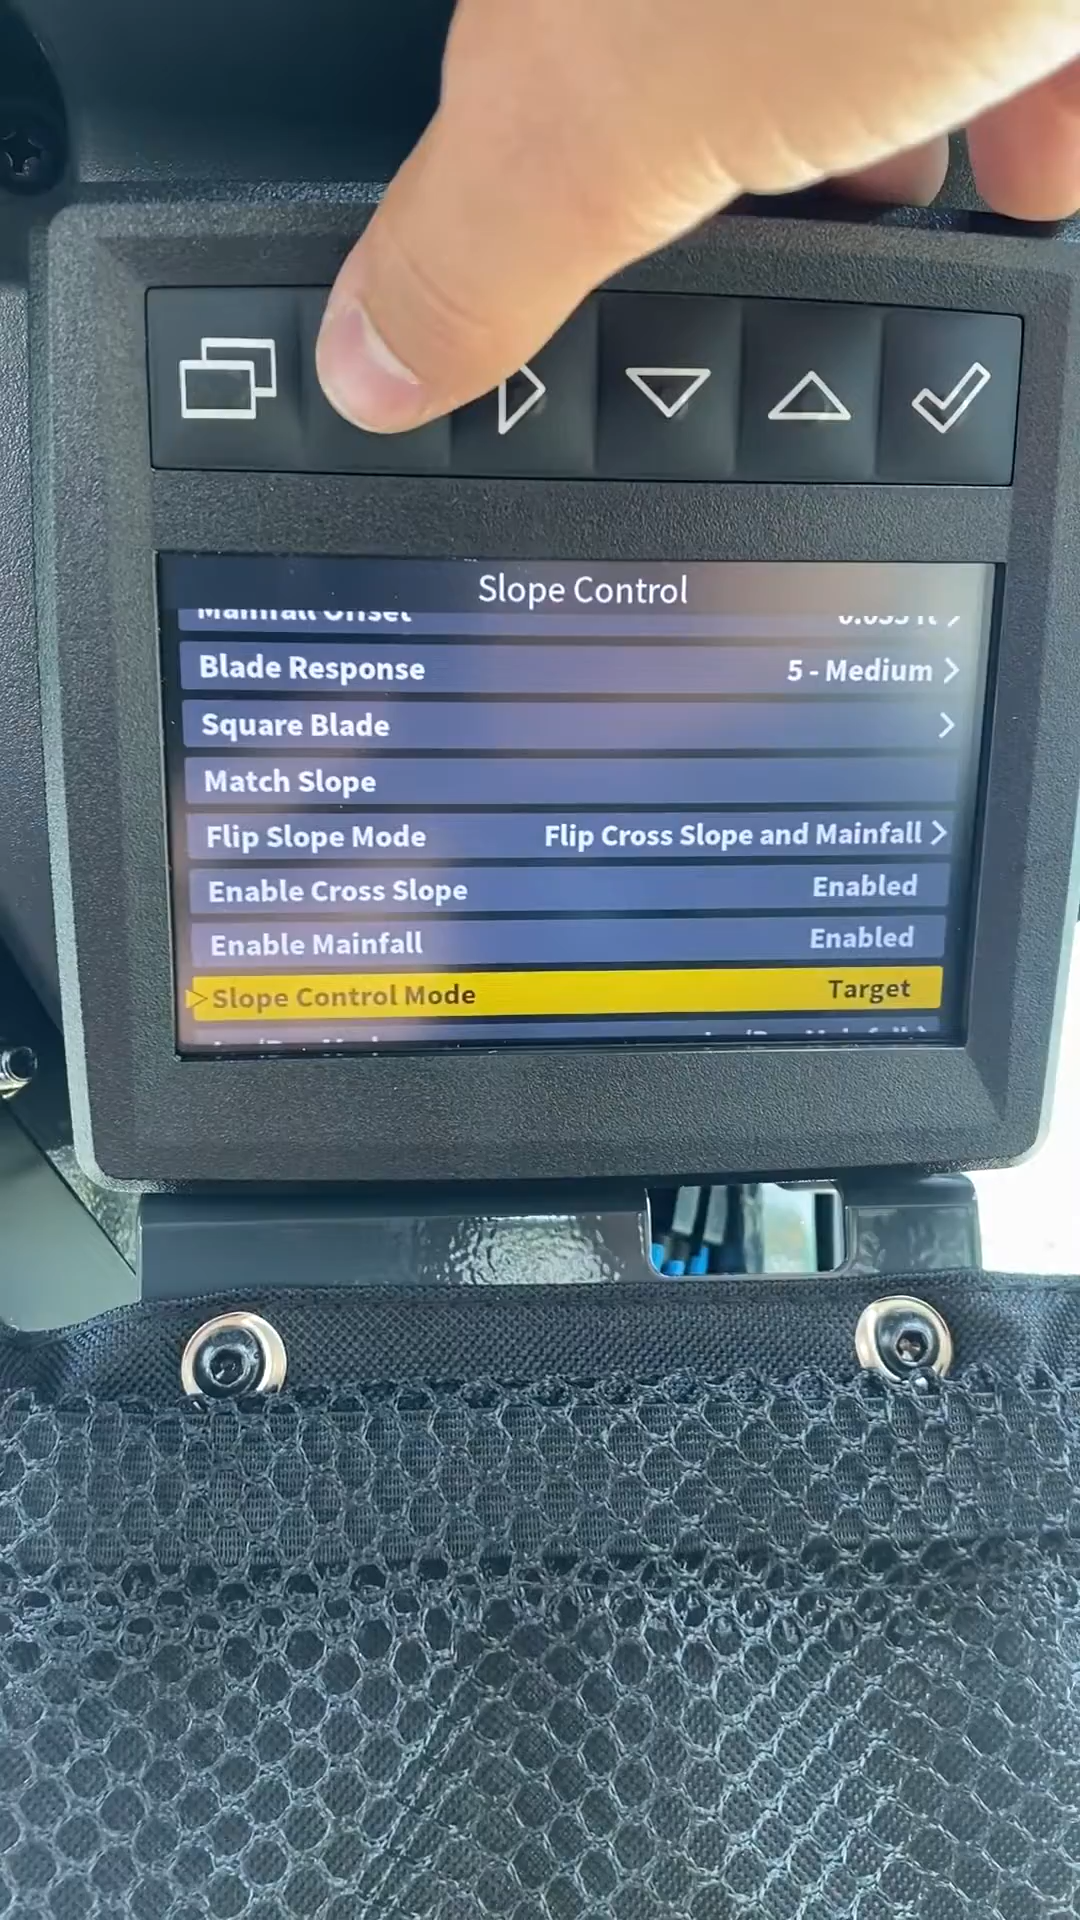 Slope Control
Mainfall Offset
Blade Response 5 - Medium
Square Blade
Match Slope
Flip Slope Mode Flip Cross Slope and Mainfall
Enable Cross Slope Enabled
Enable Mainfall Enabled
Slope Control Mode Target